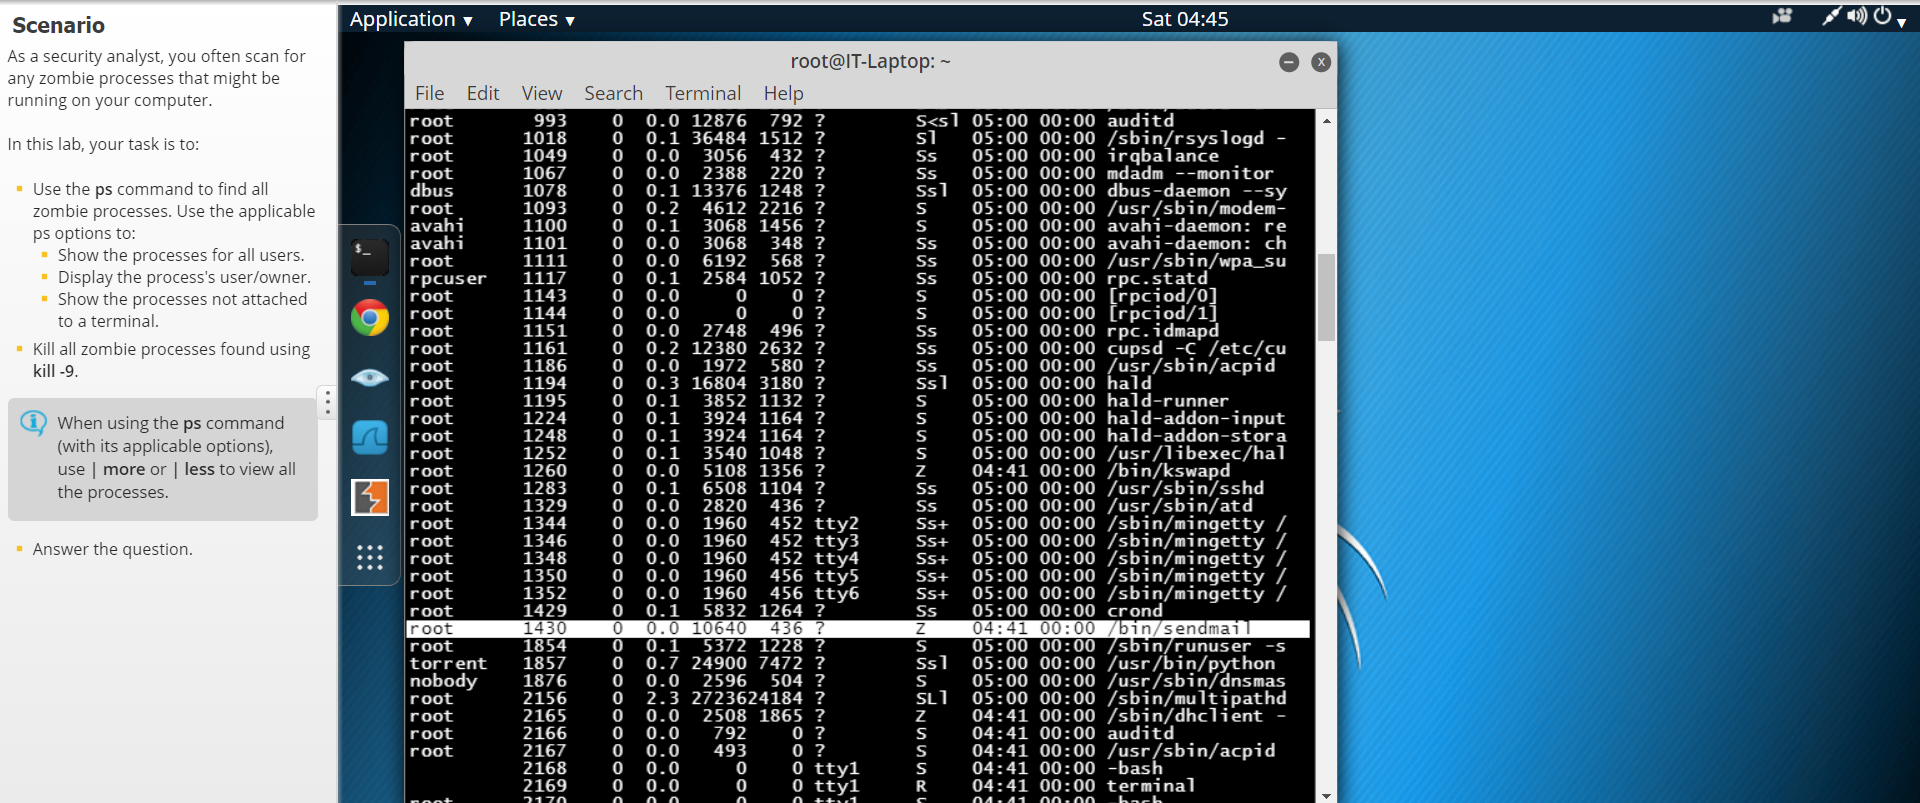 Scenario
As a security analyst, you often scan for
any zombie processes that might be
running on your computer.
In this lab, your task is to:
Use the ps command to find all
zombie processes. Use the applicable
ps options to:
Show the processes for all users.
Display the process's user/owner.
Show the processes not attached
to a terminal.
Kill all zombie processes found using
kill -9.
When using the ps command
(with its applicable options),
use | more or | less to view all
the processes.
Answer the question.
Application ▼ Places ▼ Sat 04:45
root@IT-Laptop: ~
File Edit View Search Terminal Help
root 993 0 0.0 12876 792 ? S<sl 05:00 00:00 auditd
root 1018 0 0.1 36484 1512 ? Sl 05:00 00:00 /sbin/rsyslogd -
root 1049 0 0.0 3056 432 ? Ss 05:00 00:00 irqbalance
root 1067 0 0.0 2388 220 ? Ss 05:00 00:00 mdadm --monitor
dbus 1078 0 0.1 13376 1248 ? Ssl 05:00 00:00 dbus-daemon --sy
root 1093 0 0.2 4612 2216 ? S 05:00 00:00 /usr/sbin/modem-
avahi 1100 0 0.1 3068 1456 ? S 05:00 00:00 avahi-daemon: re
avahi 1101 0 0.0 3068 348 ? Ss 05:00 00:00 avahi-daemon: ch
root 1111 0 0.0 6192 568 ? Ss 05:00 00:00 /usr/sbin/wpa_su
rpcuser 1117 0 0.1 2584 1052 ? Ss 05:00 00:00 rpc.statd
root 1143 0 0.0 0 0 ? S 05:00 00:00 [rpciod/0]
root 1144 0 0.0 0 0 ? S 05:00 00:00 [rpciod/1]
root 1151 0 0.0 2748 496 ? Ss 05:00 00:00 rpc.idmapd
root 1161 0 0.2 12380 2632 ? Ss 05:00 00:00 cupsd -C /etc/cu
root 1186 0 0.0 1972 580 ? Ss 05:00 00:00 /usr/sbin/acpid
root 1194 0 0.3 16804 3180 ? Ssl 05:00 00:00 hald
root 1195 0 0.1 3852 1132 ? S 05:00 00:00 hald-runner
root 1224 0 0.1 3924 1164 ? S 05:00 00:00 hald-addon-input
root 1248 0 0.1 3924 1164 ? S 05:00 00:00 hald-addon-stora
root 1252 0 0.1 3540 1048 ? S 05:00 00:00 /usr/libexec/hal
root 1260 0 0.0 5108 1356 ? Z 04:41 00:00 /bin/kswapd
root 1283 0 0.1 6508 1104 ? Ss 05:00 00:00 /usr/sbin/sshd
root 1329 0 0.0 2820 436 ? Ss 05:00 00:00 /usr/sbin/atd
root 1344 0 0.0 1960 452 tty2 Ss+ 05:00 00:00 /sbin/mingetty /
root 1346 0 0.0 1960 452 tty3 Ss+ 05:00 00:00 /sbin/mingetty /
root 1348 0 0.0 1960 452 tty4 Ss+ 05:00 00:00 /sbin/mingetty /
root 1350 0 0.0 1960 456 tty5 Ss+ 05:00 00:00 /sbin/mingetty /
root 1352 0 0.0 1960 456 tty6 Ss+ 05:00 00:00 /sbin/mingetty /
root 1429 0 0.1 5832 1264 ? Ss 05:00 00:00 crond
root 1430 0 0.0 10640 436 ? Z 04:41 00:00 /bin/sendmail
root 1854 0 0.1 5372 1228 ? S 05:00 00:00 /sbin/runuser -s
torrent 1857 0 0.7 24900 7472 ? Ssl 05:00 00:00 /usr/bin/python
nobody 1876 0 0.0 2596 504 ? S 05:00 00:00 /usr/sbin/dnsmas
root 2156 0 2.3 2723624184 ? SLl 05:00 00:00 /sbin/multipathd
root 2165 0 0.0 2508 1865 ? Z 04:41 00:00 /sbin/dhclient -
root 2166 0 0.0 792 0 ? S 04:41 00:00 auditd
root 2167 0 0.0 493 0 ? S 04:41 00:00 /usr/sbin/acpid
2168 0 0.0 0 0 tty1 S 04:41 00:00 -bash
2169 0 0.0 0 0 tty1 R 04:41 00:00 terminal
root 2170 0 0.0 0 0 tty1 S 04:41 00:00 -bash